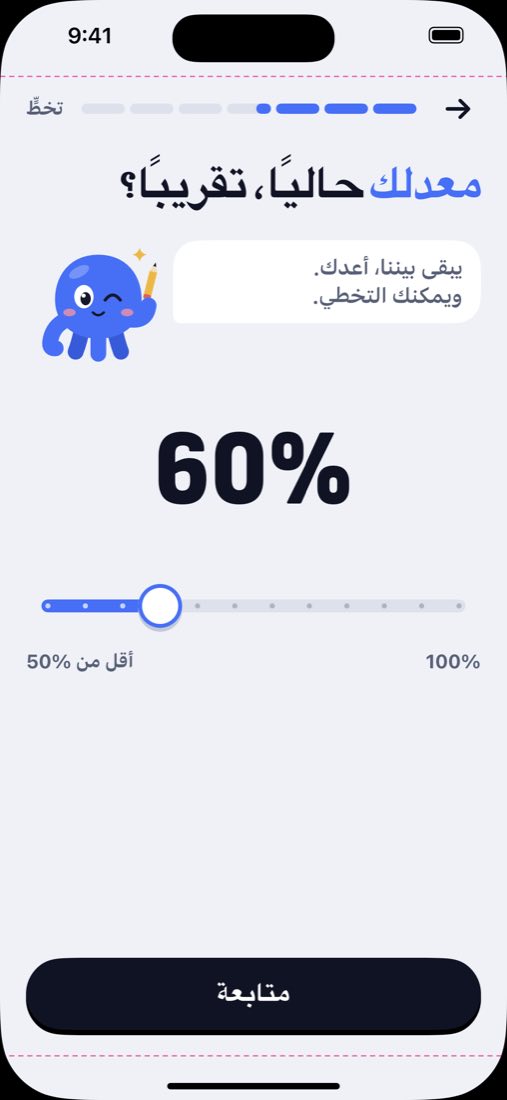 9:41
تخطٍّ
معدلك حاليًا، تقريبًا؟
يبقى بيننا، أعدك.
ويمكنك التخطي.
60%
أقل من 50%
100%
متابعة